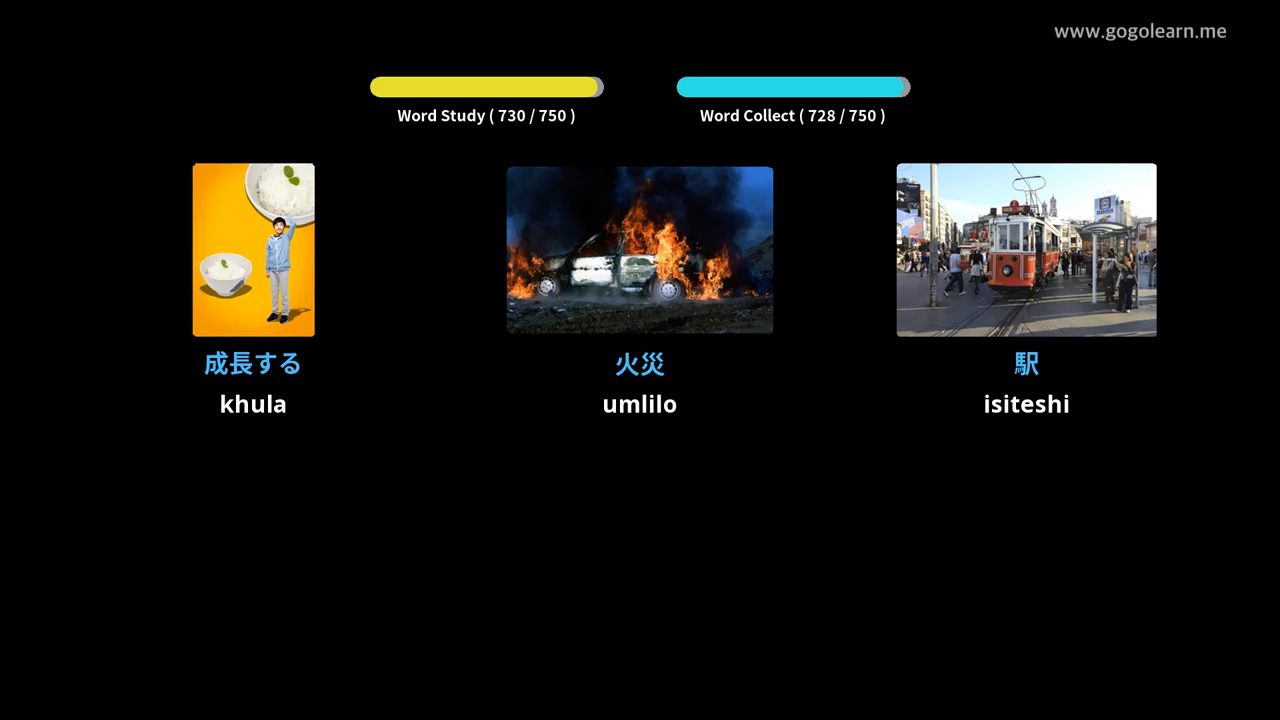 www.gogolearn.me
Word Study ( 730 / 750 )
Word Collect ( 728 / 750 )
成長する
火災
駅
khula
umlilo
isiteshi